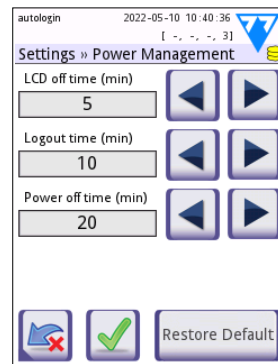 autologin 2022-05-10 10:40:36
[ -, -, -, 3]
Settings » Power Management
LCD off time (min)
5
Logout time (min)
10
Power off time (min)
20
Restore Default